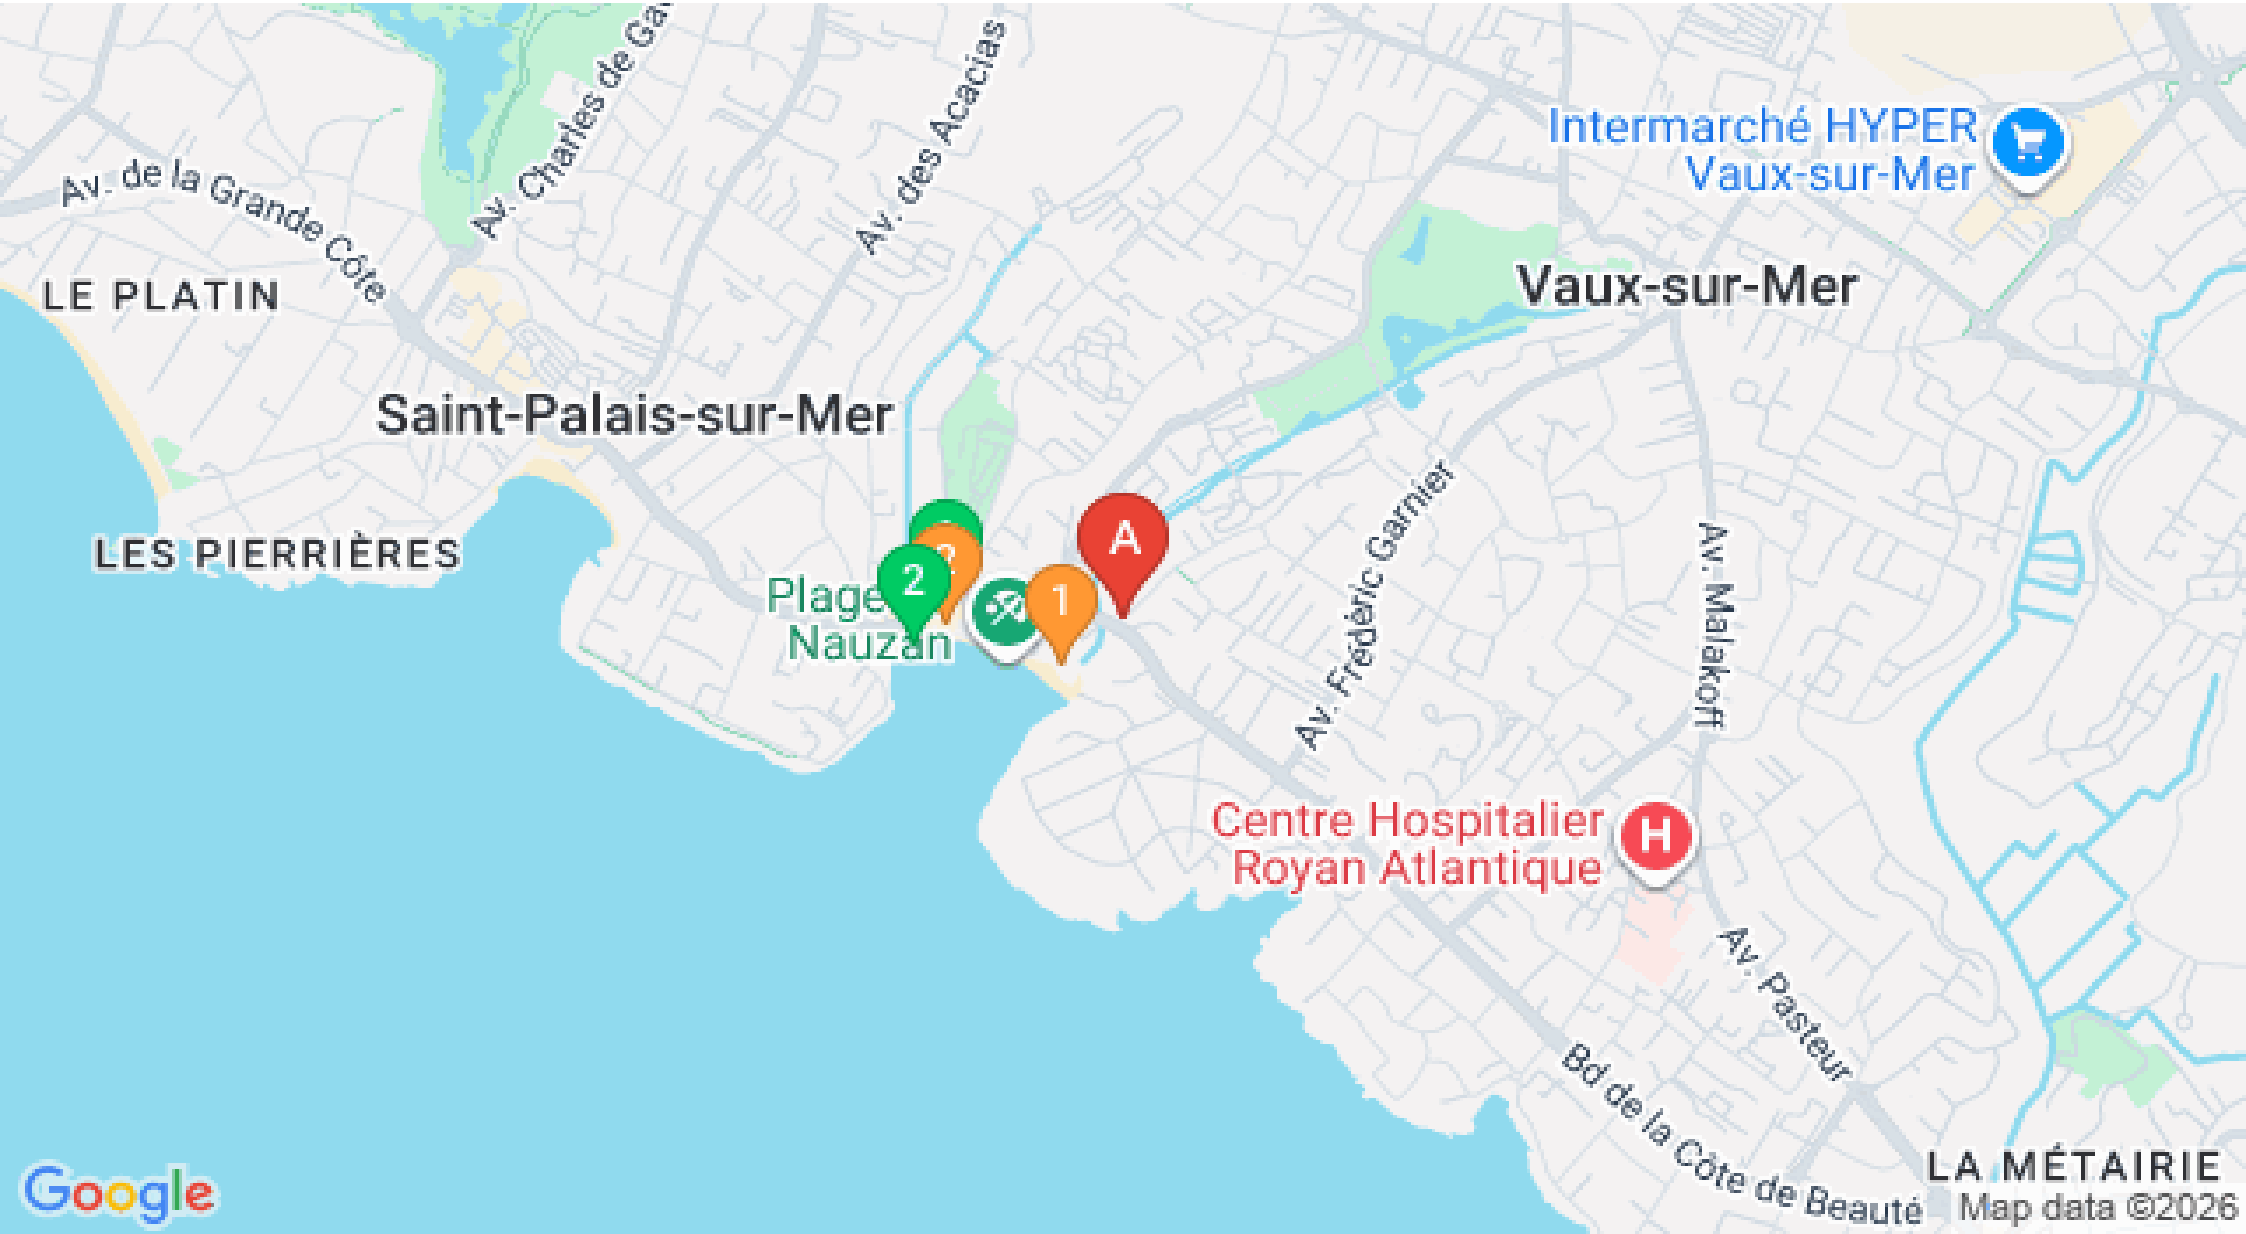 Av. Charles de Ga
Av. des Acacias
Intermarché HYPER
Vaux-sur-Mer
Av. de la Grande Côte
LE PLATIN
Vaux-sur-Mer
Saint-Palais-sur-Mer
LES PIERRIÈRES
A
2
2
1
Plage
Nauzan
Av. Frédéric Garnier
Av. Malakoff
Centre Hospitalier
Royan Atlantique
H
Av. Pasteur
Bd de la Côte de Beauté
LA MÉTAIRIE
Google
Map data ©2026